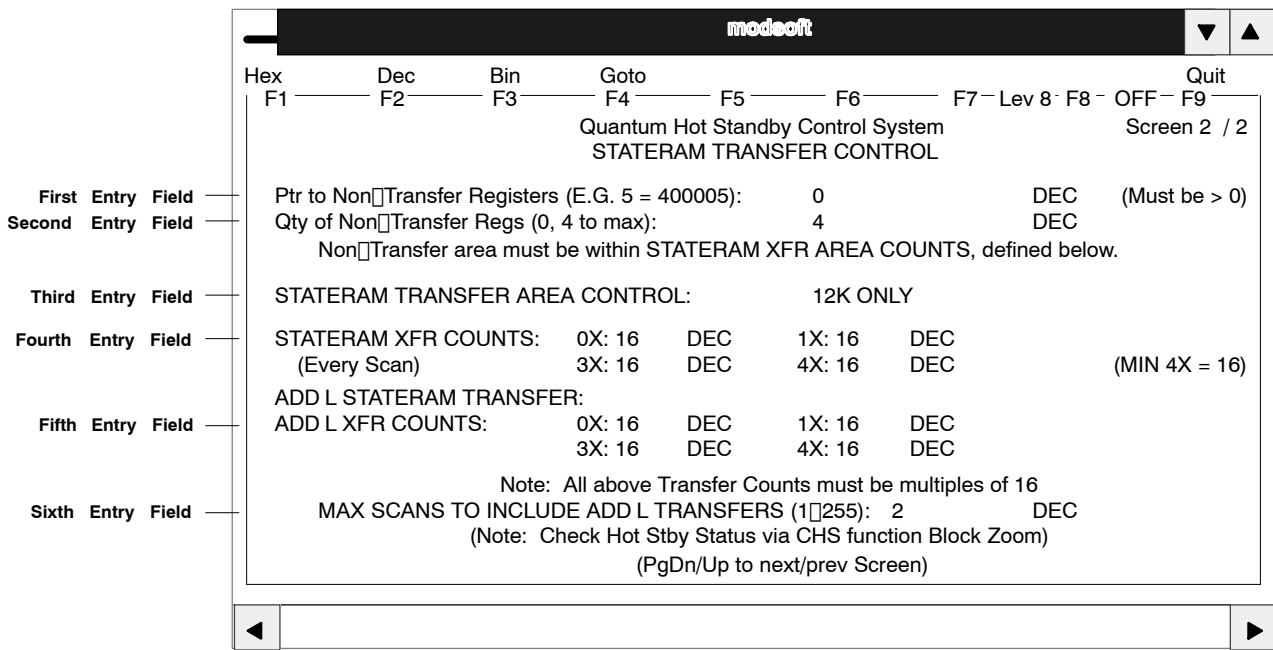 modsoft
Hex Dec Bin Goto Quit
F1 F2 F3 F4 F5 F6 F7 Lev 8 F8 OFF F9
Quantum Hot Standby Control System Screen 2 / 2
STATERAM TRANSFER CONTROL
First Entry Field Ptr to Non▯Transfer Registers (E.G. 5 = 400005): 0 DEC (Must be > 0)
Second Entry Field Qty of Non▯Transfer Regs (0, 4 to max): 4 DEC
Non▯Transfer area must be within STATERAM XFR AREA COUNTS, defined below.
Third Entry Field STATERAM TRANSFER AREA CONTROL: 12K ONLY
Fourth Entry Field STATERAM XFR COUNTS: 0X: 16 DEC 1X: 16 DEC
(Every Scan) 3X: 16 DEC 4X: 16 DEC (MIN 4X = 16)
ADD L STATERAM TRANSFER:
Fifth Entry Field ADD L XFR COUNTS: 0X: 16 DEC 1X: 16 DEC
3X: 16 DEC 4X: 16 DEC
Note: All above Transfer Counts must be multiples of 16
Sixth Entry Field MAX SCANS TO INCLUDE ADD L TRANSFERS (1▯255): 2 DEC
(Note: Check Hot Stby Status via CHS function Block Zoom)
(PgDn/Up to next/prev Screen)